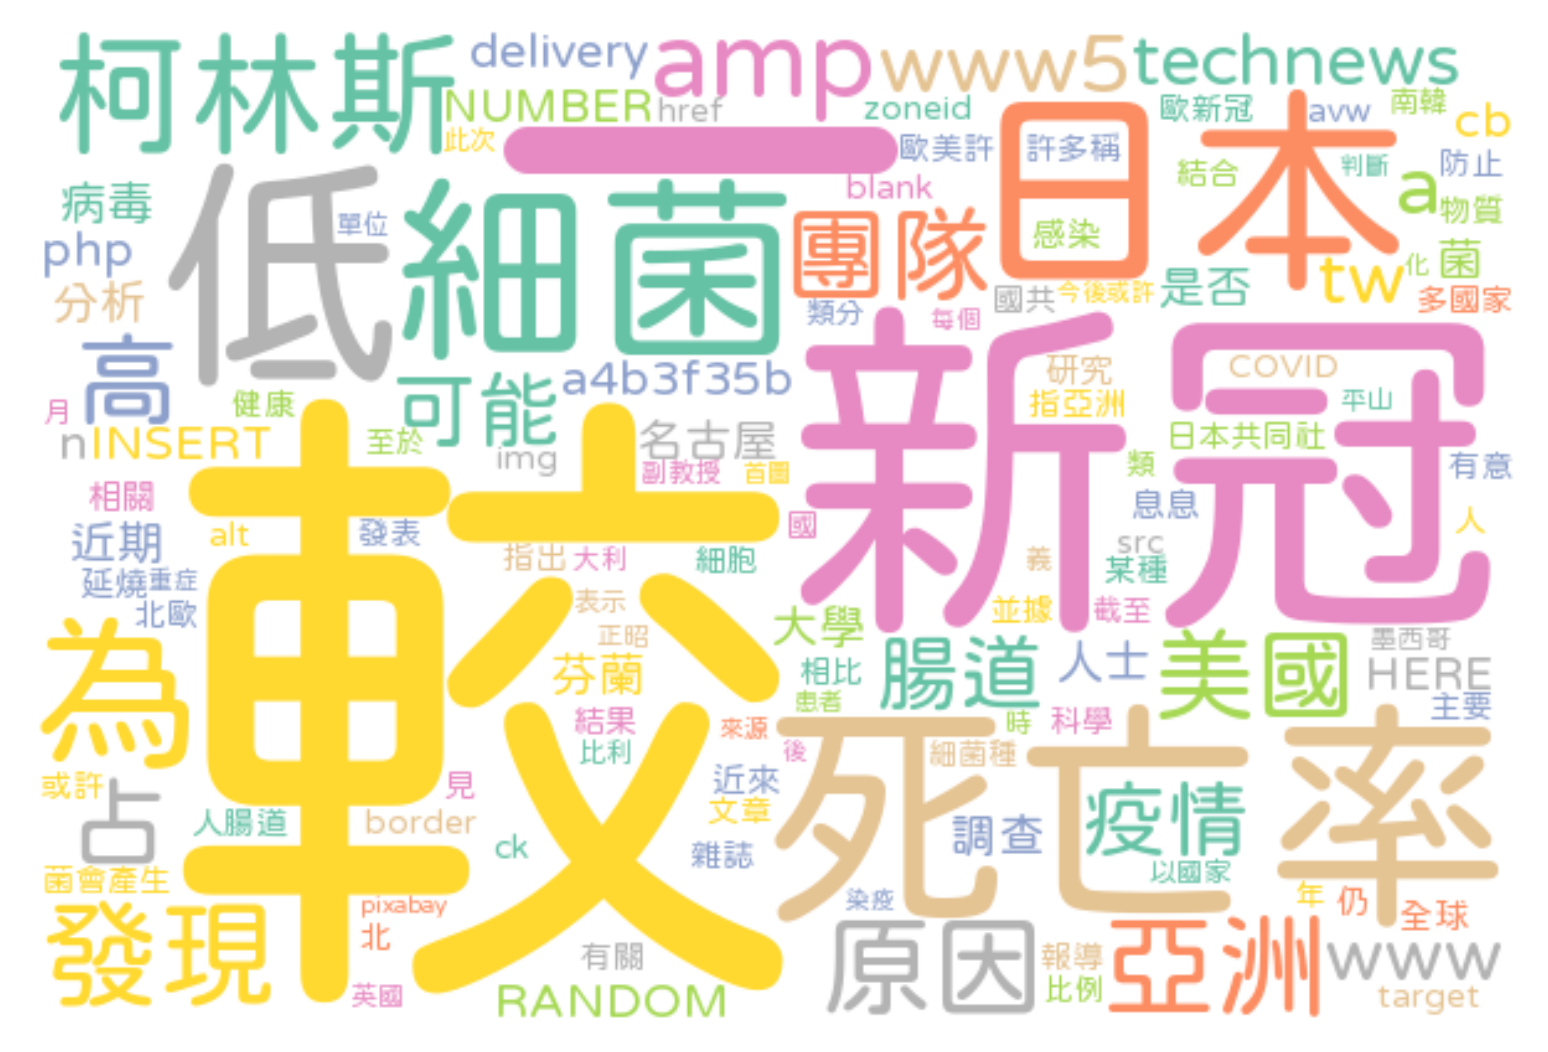 柯林斯
delivery
amp
www5
technews
NUMBER
href
zoneid
歐新冠
avw
南韓
cb
此次
一
歐美許
許多稱
日本
結合
判斷
防止
病毒
低
單位
細菌
blank
團隊
感染
a
物質
php
分析
類分
每個
國共
今後或許
是否
tw
化
菌
多國家
高
月
健康
可能
a4b3f35b
新冠
研究
COVID
指亞洲
平山
n
INSERT
至於
img
名古屋
副教授
首圖
日本共同社
類
有意
相關
較
國
息息
人
近期
alt
發表
指出
大利
細胞
義
src
某種
延燒
重症
北歐
表示
正昭
大學
並據
截至
為
芬蘭
相比
腸道
人士
美國
墨西哥
HERE
患者
主要
結果
比利
來源
後
時
科學
死亡率
細菌種
或許
占
見
近來
文章
疫情
人腸道
border
ck
雜誌
調查
以國家
菌會產生
發現
pixabay
北
染疫
年
仍
全球
英國
有關
RANDOM
原因
報導
比例
亞洲
www
target